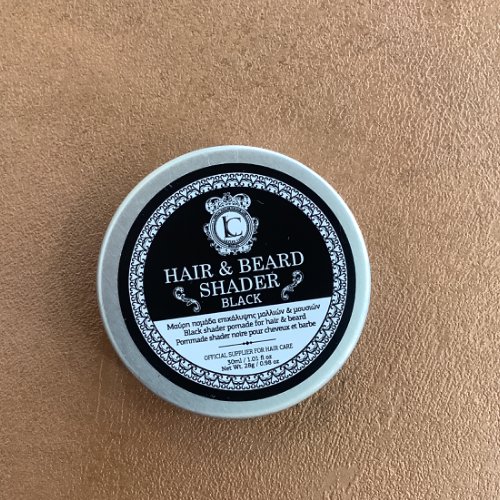 LC
HAIR & BEARD
SHADER
BLACK
Μαύρη πομάδα επικάλυψης μαλλιών & μουσιών
Black shader pomade for hair & beard
Pommade shader noire pour cheveux et barbe
OFFICIAL SUPPLIER FOR HAIR CARE
30ml / 1.01 fl oz
Net Wt. 28g / 0.98 oz